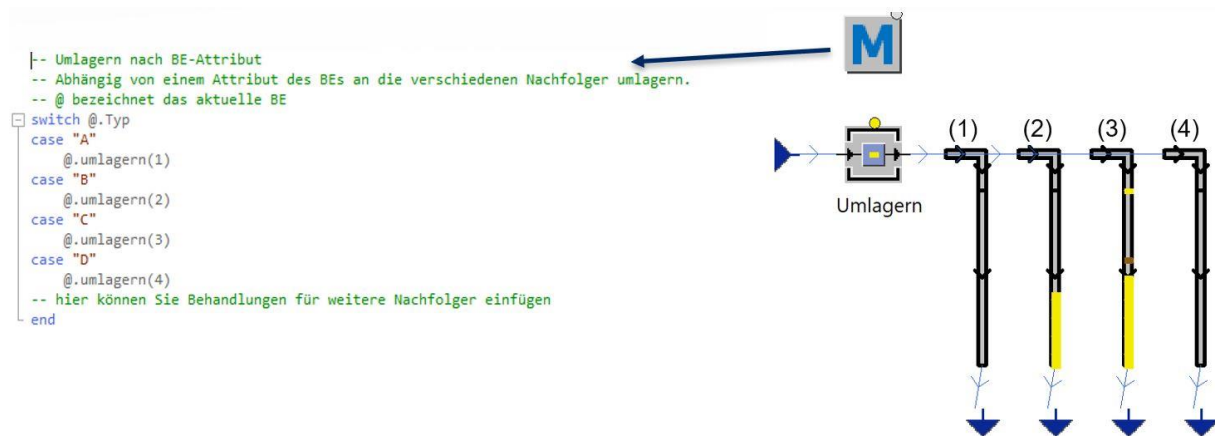 -- Umlagern nach BE-Attribut
-- Abhängig von einem Attribut des BEs an die verschiedenen Nachfolger umlagern.
-- @ bezeichnet das aktuelle BE
switch @.Typ
case "A"
    @.umlagern(1)
case "B"
    @.umlagern(2)
case "C"
    @.umlagern(3)
case "D"
    @.umlagern(4)
-- hier können Sie Behandlungen für weitere Nachfolger einfügen
end
M
(1) (2) (3) (4)
Umlagern